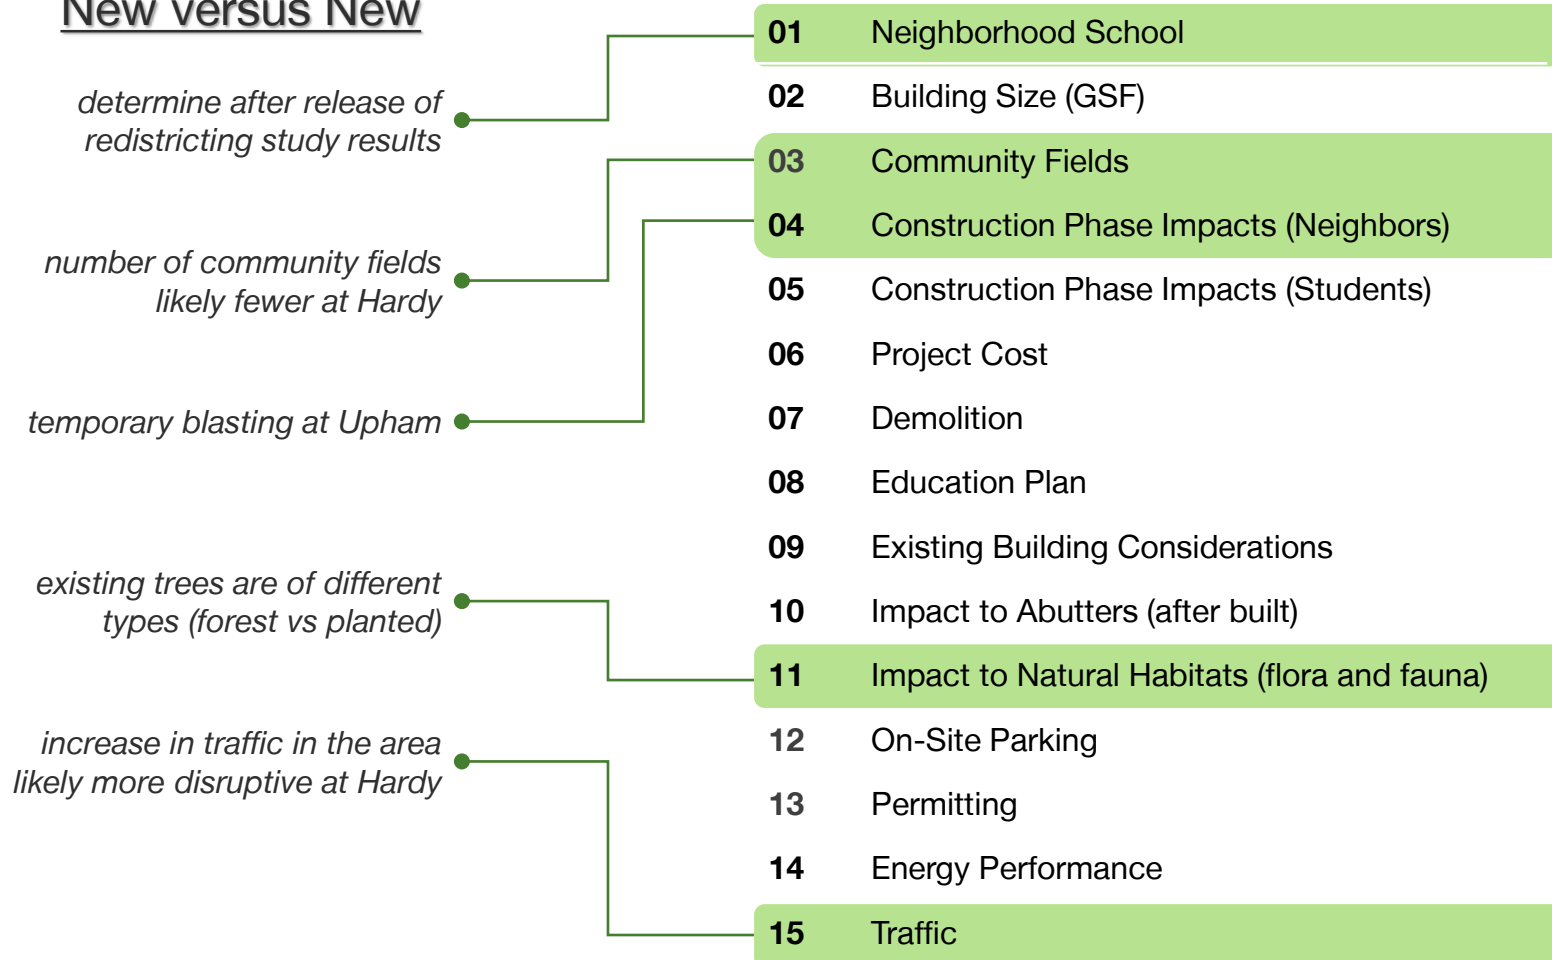 New versus New
determine after release of
redistricting study results
number of community fields
likely fewer at Hardy
temporary blasting at Upham
existing trees are of different
types (forest vs planted)
increase in traffic in the area
likely more disruptive at Hardy
01 Neighborhood School
02 Building Size (GSF)
03 Community Fields
04 Construction Phase Impacts (Neighbors)
05 Construction Phase Impacts (Students)
06 Project Cost
07 Demolition
08 Education Plan
09 Existing Building Considerations
10 Impact to Abutters (after built)
11 Impact to Natural Habitats (flora and fauna)
12 On-Site Parking
13 Permitting
14 Energy Performance
15 Traffic